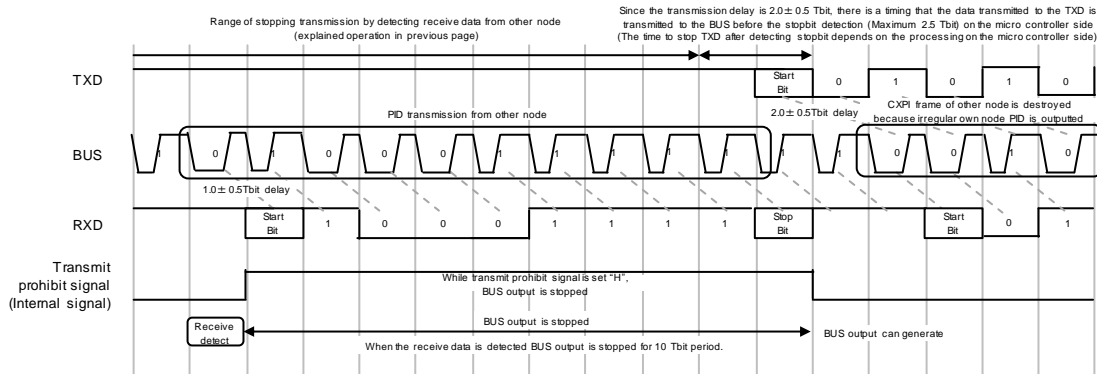 Range of stopping transmission by detecting receive data from other node
(explained operation in previous page)
Since the transmission delay is 2.0± 0.5 Tbit, there is a timing that the data transmitted to the TXD is
transmitted to the BUS before the stopbit detection (Maximum 2.5 Tbit) on the micro controller side
(The time to stop TXD after detecting stopbit depends on the processing on the micro controller side)
TXD
Start
Bit
0
1
0
1
0
PID transmission from other node
2.0± 0.5Tbit delay
CXPI frame of other node is destroyed
because irregular own node PID is outputted
BUS
1
0
1
0
0
0
1
1
1
1
1
1
1
0
0
1
0
1.0± 0.5Tbit delay
RXD
Start
Bit
1
0
0
0
1
1
1
1
Stop
Bit
Start
Bit
0
1
Transmit
prohibit signal
(Internal signal)
While transmit prohibit signal is set "H",
BUS output is stopped
Receive
detect
BUS output is stopped
BUS output can generate
When the receive data is detected BUS output is stopped for 10 Tbit period.